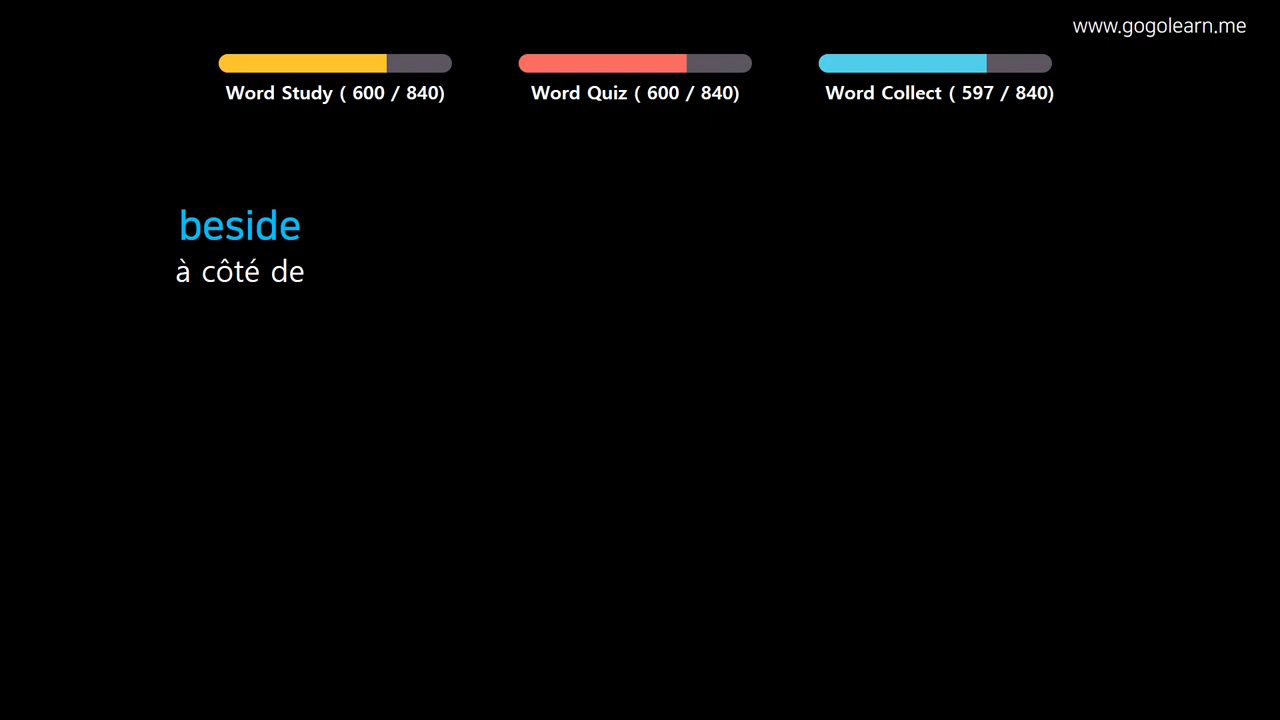 www.gogolearn.me
Word Study ( 600 / 840)
Word Quiz ( 600 / 840)
Word Collect ( 597 / 840)
beside
à côté de